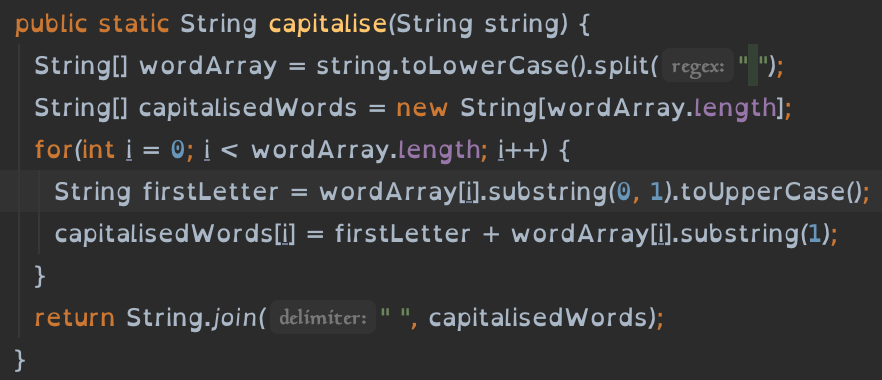 public static String capitalise(String string) {
String[] wordArray = string.toLowerCase().split( regex: " ");
String[] capitalisedWords = new String[wordArray.length];
for(int i = 0; i < wordArray.length; i++) {
String firstLetter = wordArray[i].substring(0, 1).toUpperCase();
capitalisedWords[i] = firstLetter + wordArray[i].substring(1);
}
return String.join( delimiter: " ", capitalisedWords);
}